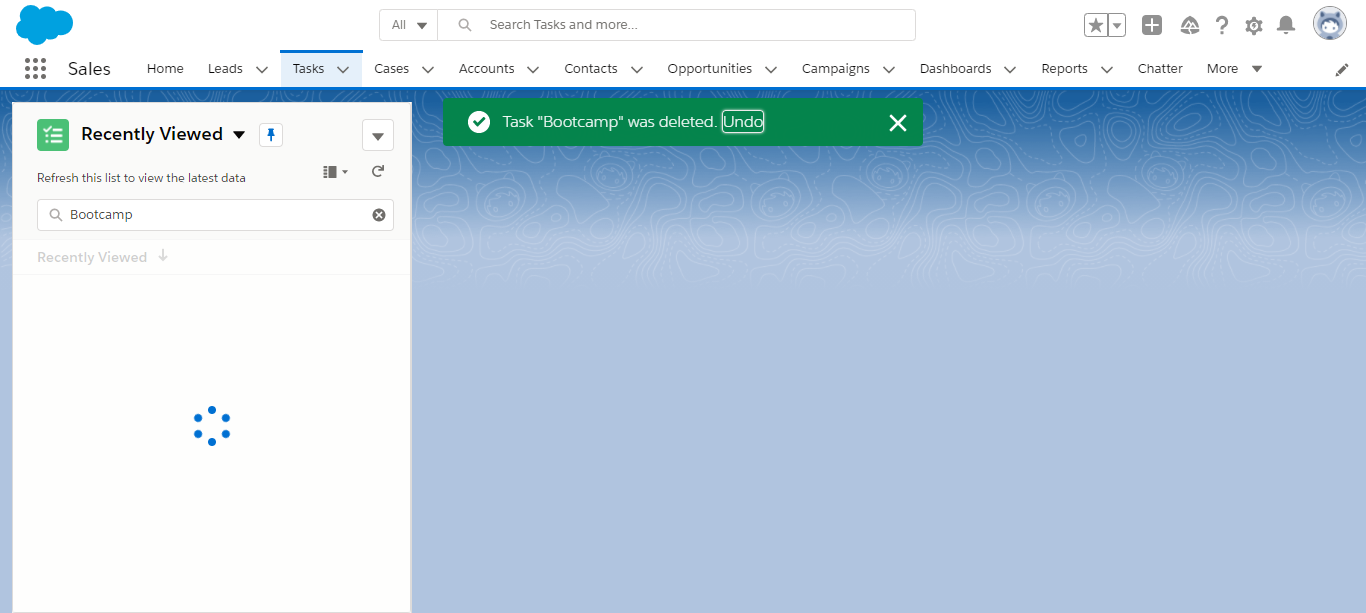 All
Search Tasks and more...
Sales
Home
Leads
Tasks
Cases
Accounts
Contacts
Opportunities
Campaigns
Dashboards
Reports
Chatter
More
Task "Bootcamp" was deleted. Undo
Recently Viewed
Refresh this list to view the latest data
Bootcamp
Recently Viewed